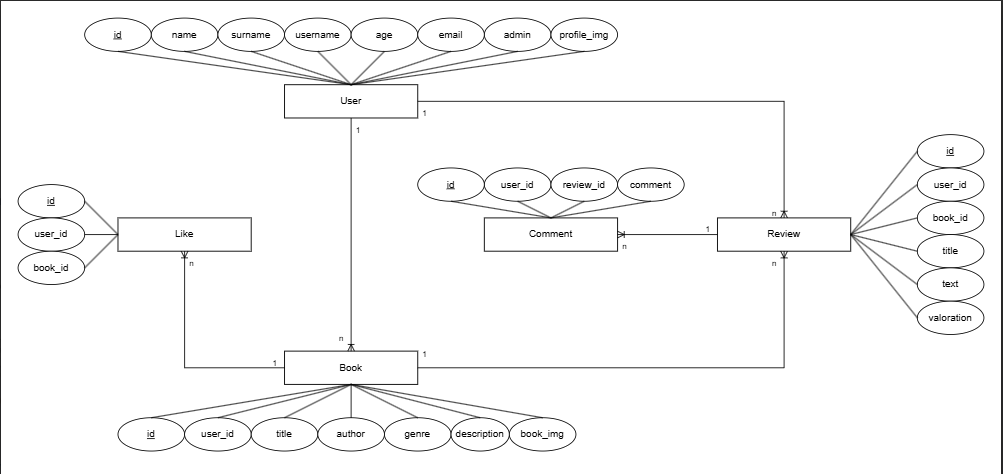 id name surname username age email admin profile_img
User
1
1
id
id user_id review_id comment
user_id
id
n
book_id
user_id
Like
Comment
1
Review
n
title
book_id
n
n
text
valoration
n
1
1
Book
id user_id title author genre description book_img